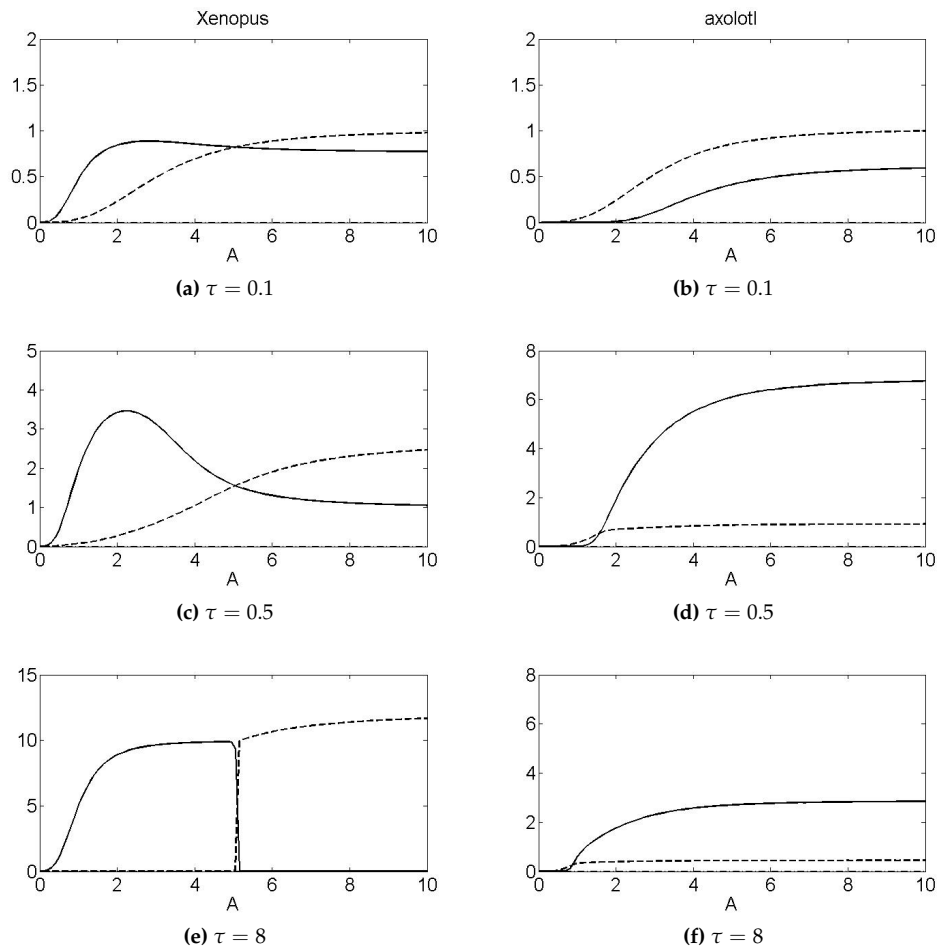 Xenopus
axolotl
2
1.5
1
0.5
0
0 2 4 6 8 10
A
(a) τ = 0.1
2
1.5
1
0.5
0
0 2 4 6 8 10
A
(b) τ = 0.1
5
4
3
2
1
0
0 2 4 6 8 10
A
(c) τ = 0.5
8
6
4
2
0
0 2 4 6 8 10
A
(d) τ = 0.5
15
10
5
0
0 2 4 6 8 10
A
(e) τ = 8
8
6
4
2
0
0 2 4 6 8 10
A
(f) τ = 8